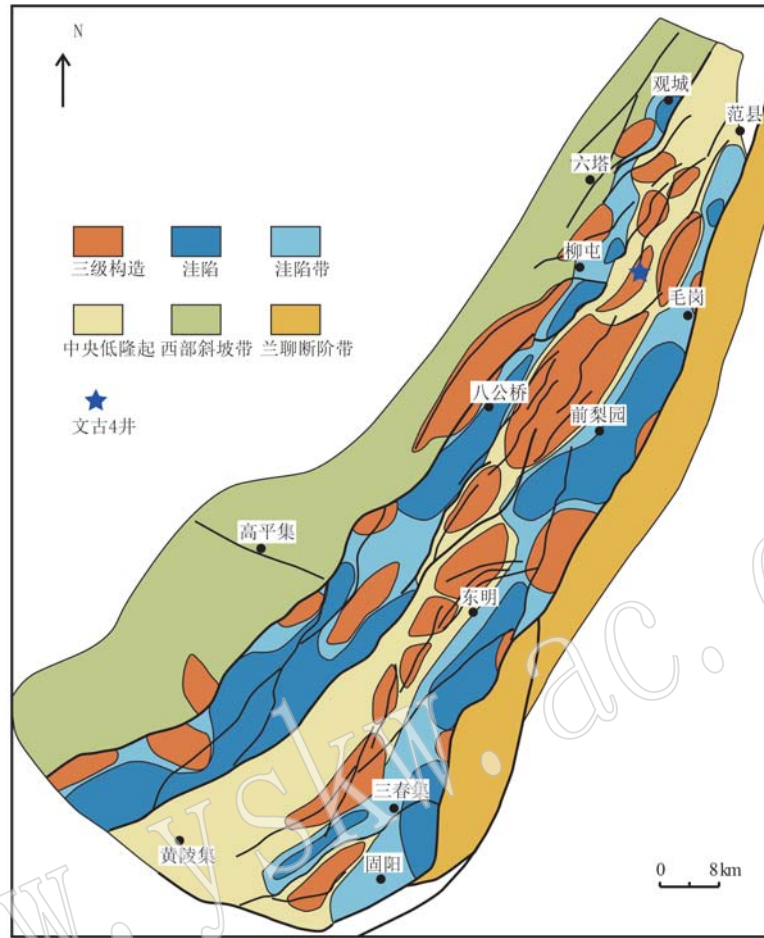 N
观城
范县
六塔
柳屯
三级构造
洼陷
洼陷带
毛岗
中央低隆起
西部斜坡带
兰聊断阶带
八公桥
文古4井
前梨园
高平集
东明
三春集
黄陵集
固阳
0 8km
www.yskw.ac.c